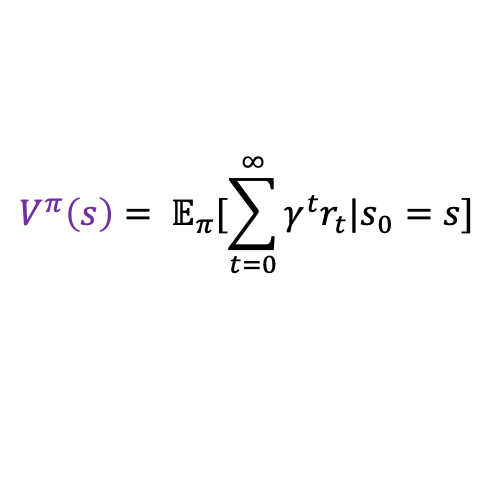 V^π(s) = 𝔼_π[∑_{t=0}^{∞} γ^t r_t|s_0 = s]